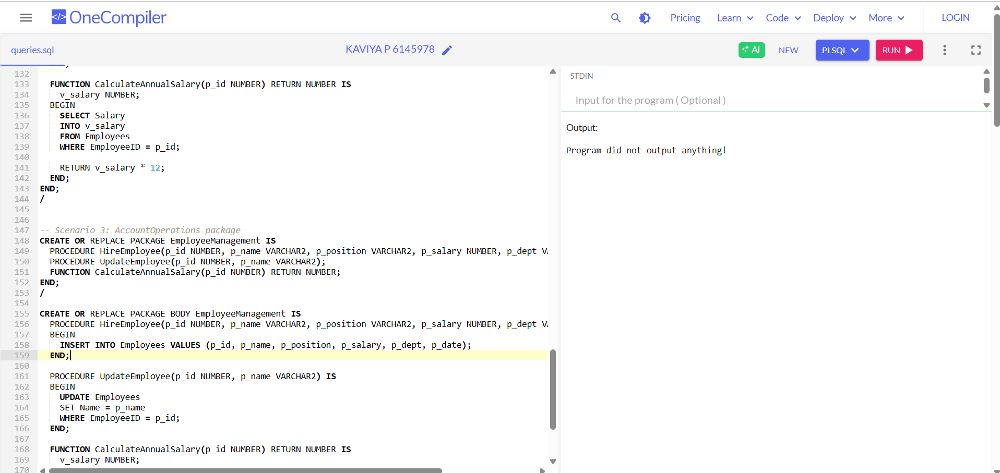 </> OneCompiler
Pricing Learn Code Deploy More LOGIN
queries.sql
KAVIYA P 6145978
AI NEW PLSQL RUN
132
133 FUNCTION CalculateAnnualSalary(p_id NUMBER) RETURN NUMBER IS
134 v_salary NUMBER;
135 BEGIN
136 SELECT Salary
137 INTO v_salary
138 FROM Employees
139 WHERE EmployeeID = p_id;
140
141 RETURN v_salary * 12;
142 END;
143 END;
144 /
145
146
147 -- Scenario 3: AccountOperations package
148 CREATE OR REPLACE PACKAGE EmployeeManagement IS
149 PROCEDURE HireEmployee(p_id NUMBER, p_name VARCHAR2, p_position VARCHAR2, p_salary NUMBER, p_dept
150 PROCEDURE UpdateEmployee(p_id NUMBER, p_name VARCHAR2);
151 FUNCTION CalculateAnnualSalary(p_id NUMBER) RETURN NUMBER;
152 END;
153 /
154
155 CREATE OR REPLACE PACKAGE BODY EmployeeManagement IS
156 PROCEDURE HireEmployee(p_id NUMBER, p_name VARCHAR2, p_position VARCHAR2, p_salary NUMBER, p_dept
157 BEGIN
158 INSERT INTO Employees VALUES (p_id, p_name, p_position, p_salary, p_dept, p_date);
159 END;
160
161 PROCEDURE UpdateEmployee(p_id NUMBER, p_name VARCHAR2) IS
162 BEGIN
163 UPDATE Employees
164 SET Name = p_name
165 WHERE EmployeeID = p_id;
166 END;
167
168 FUNCTION CalculateAnnualSalary(p_id NUMBER) RETURN NUMBER IS
169 v_salary NUMBER;
170
STDIN
Input for the program ( Optional )
Output:
Program did not output anything!